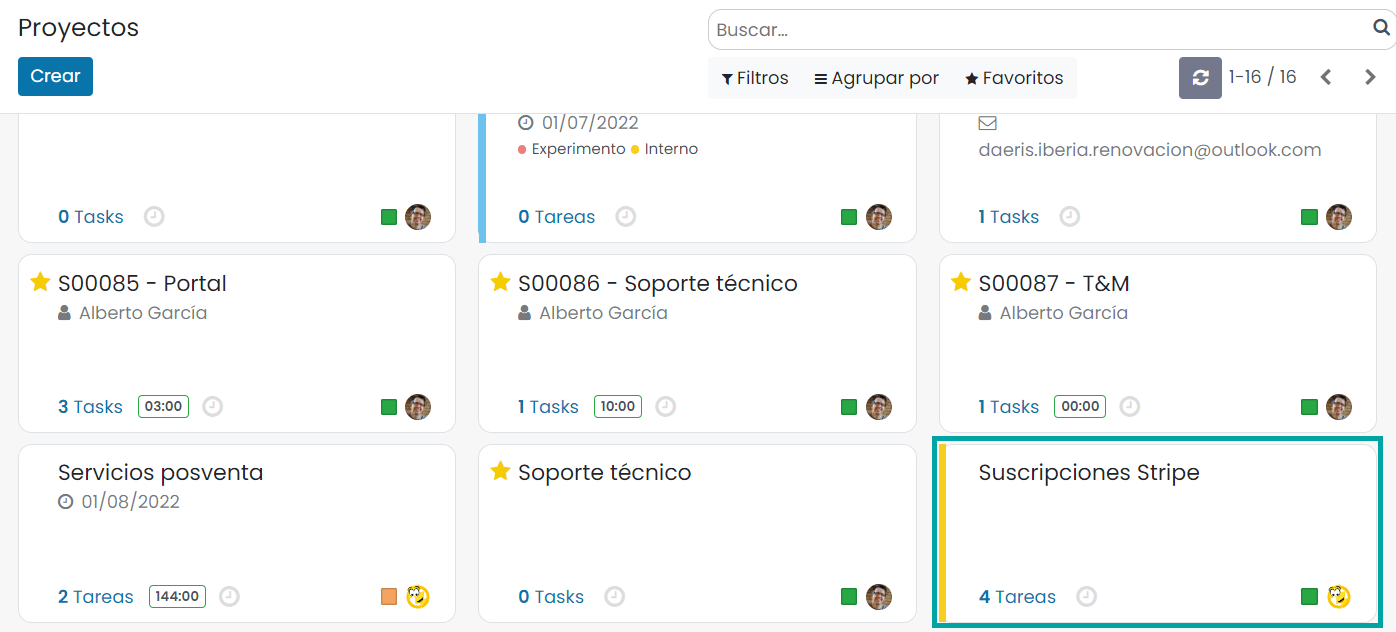 Proyectos
Buscar...
Crear
Filtros Agrupar por Favoritos
1-16 / 16
01/07/2022
Experimento Interno
daeris.iberia.renovacion@outlook.com
0 Tasks
0 Tareas
1 Tasks
S00085 - Portal
Alberto García
3 Tasks 03:00
S00086 - Soporte técnico
Alberto García
1 Tasks 10:00
S00087 - T&M
Alberto García
1 Tasks 00:00
Servicios posventa
01/08/2022
2 Tareas 144:00
Soporte técnico
0 Tasks
Suscripciones Stripe
4 Tareas